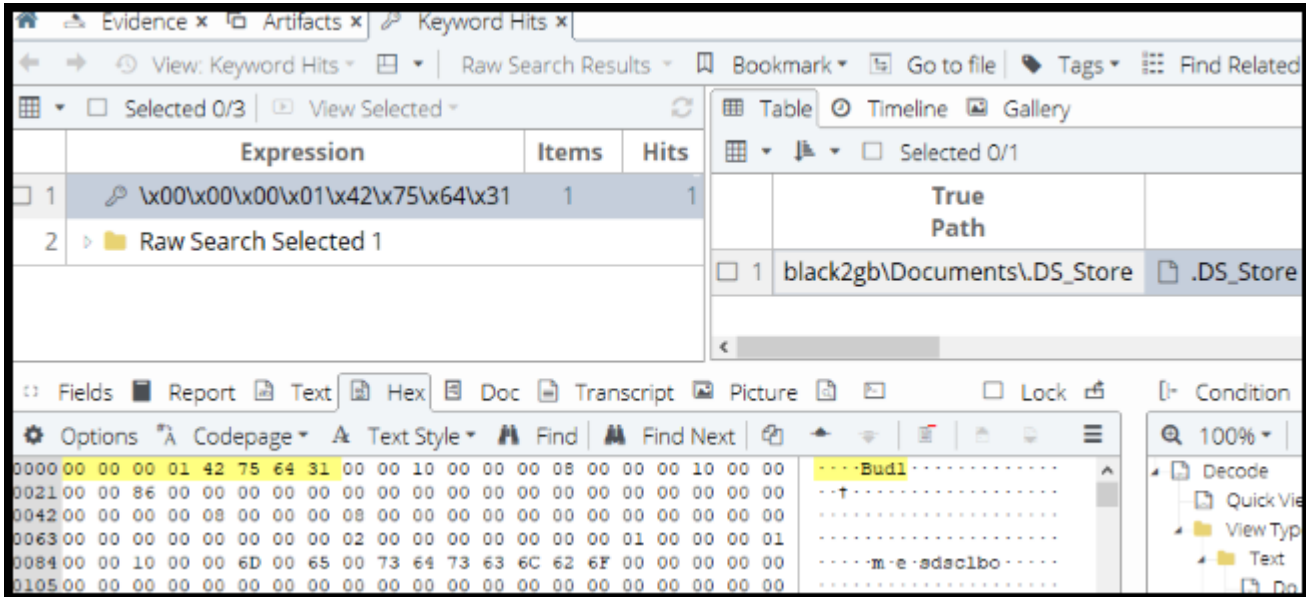 Evidence × Artifacts × Keyword Hits ×
View: Keyword Hits Raw Search Results Bookmark Go to file Tags Find Related
Selected 0/3 View Selected
Table Timeline Gallery
Expression Items Hits
Selected 0/1
1 \x00\x00\x00\x01\x42\x75\x64\x31 1 1
True
Path
2 Raw Search Selected 1
1 black2gb\Documents\.DS_Store .DS_Store
Fields Report Text Hex Doc Transcript Picture Lock Condition
Options Codepage Text Style Find Find Next 100%
0000 00 00 00 01 42 75 64 31 00 00 10 00 00 00 08 00 00 00 10 00 00 ····Bud1·············
Decode
0021 00 00 86 00 00 00 00 00 00 00 00 00 00 00 00 00 00 00 00 00 00 ··†··················
Quick Vie
0042 00 00 00 00 08 00 00 00 08 00 00 00 00 00 00 00 00 00 00 00 00 ·····················
View Typ
0063 00 00 00 00 00 00 00 00 02 00 00 00 00 00 00 00 01 00 00 00 01 ·····················
Text
0084 00 00 10 00 00 6D 00 65 00 73 64 73 63 6C 62 6F 00 00 00 00 00 ·····m·e·sdsclbo·····
Do
0105 00 00 00 00 00 00 00 00 00 00 00 00 00 00 00 00 00 00 00 00 00 ·····················